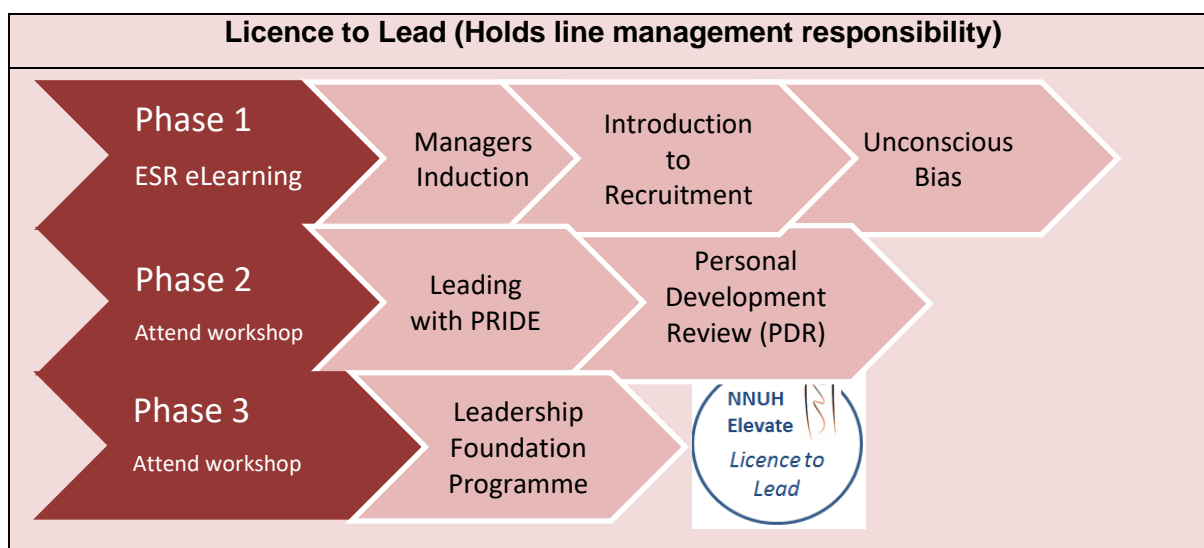 Licence to Lead (Holds line management responsibility)
Phase 1
ESR eLearning
Managers
Induction
Introduction
to
Recruitment
Unconscious
Bias
Phase 2
Attend workshop
Leading
with PRIDE
Personal
Development
Review (PDR)
Phase 3
Attend workshop
Leadership
Foundation
Programme
NNUH
Elevate
Licence to
Lead